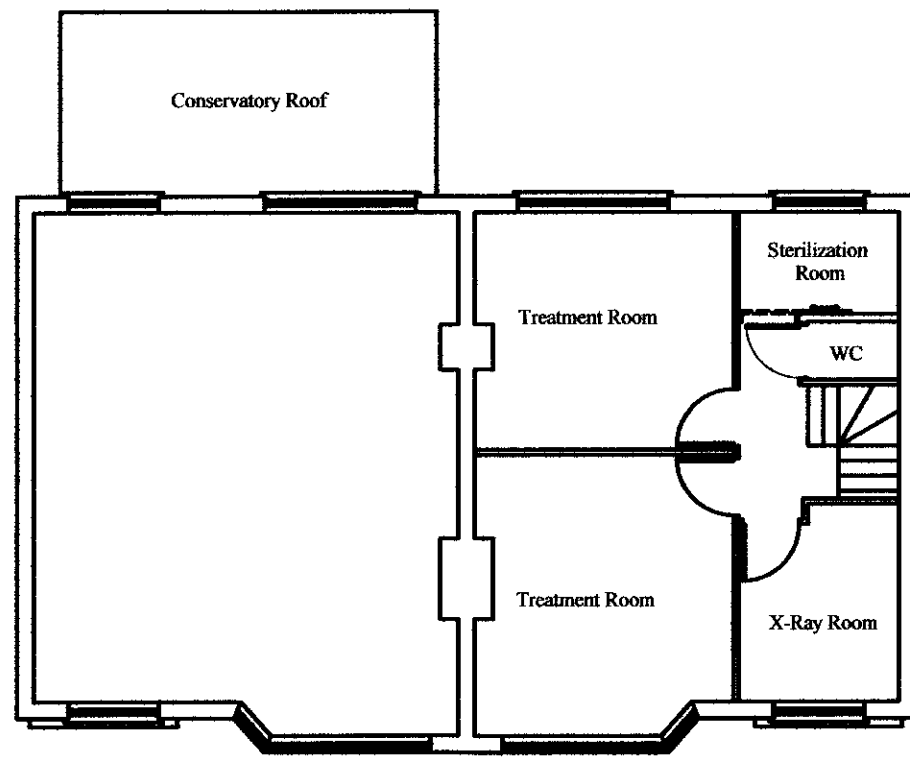 Conservatory Roof
Sterilization
Room
Treatment Room
WC
Treatment Room
X-Ray Room